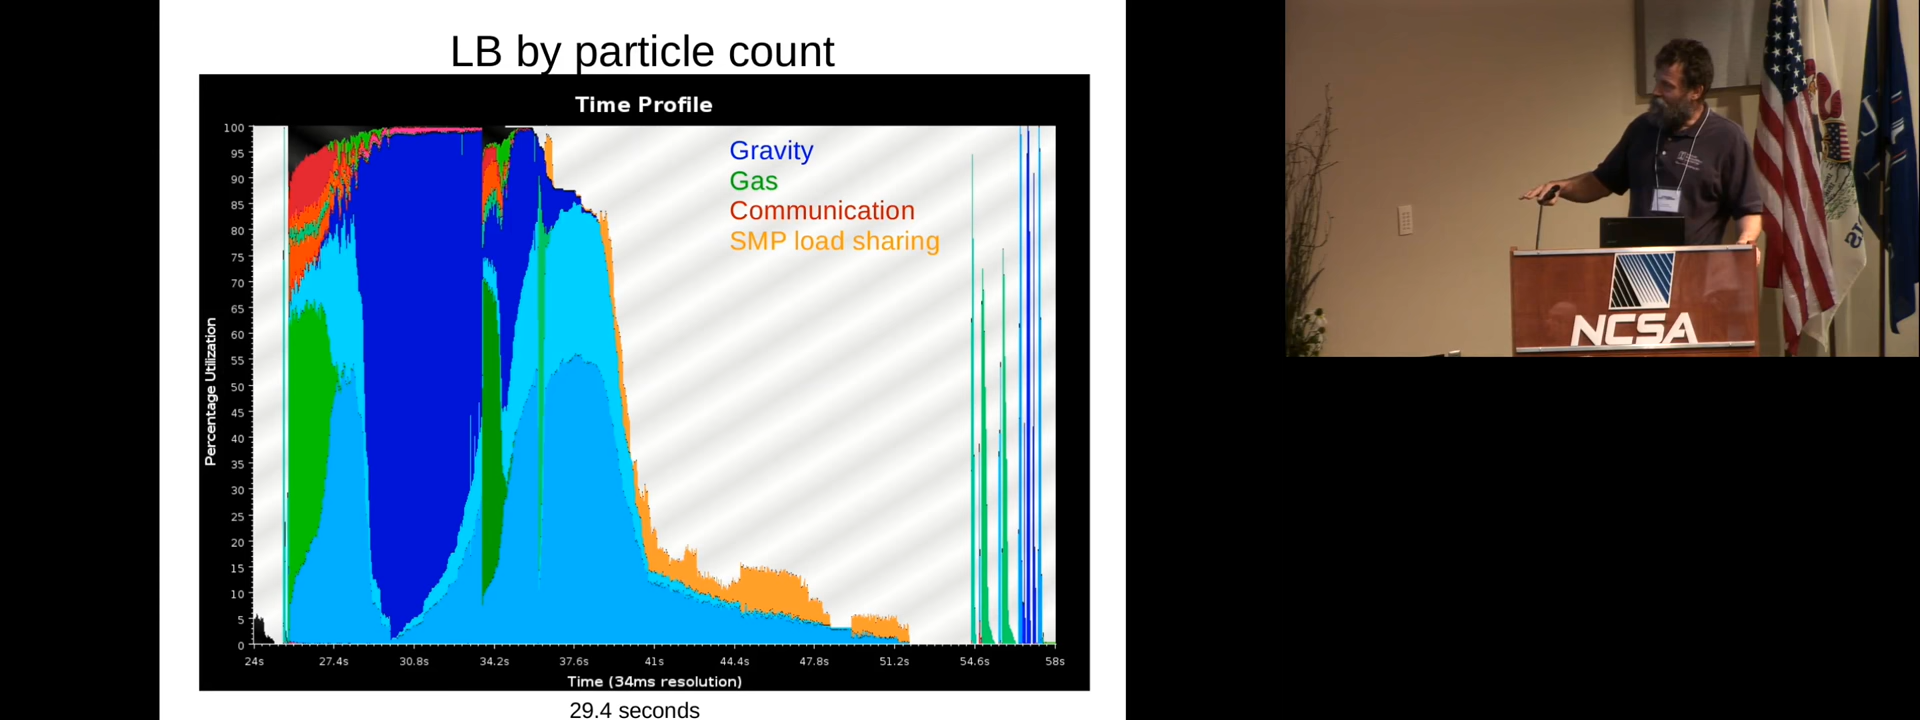 LB by particle count
Time Profile
Gravity
Gas
Communication
SMP load sharing
Percentage Utilization
100
95
90
85
80
75
70
65
60
55
50
45
40
35
30
25
20
15
10
5
0
24s 27.4s 30.8s 34.2s 37.6s 41s 44.4s 47.8s 51.2s 54.6s 58s
Time (34ms resolution)
29.4 seconds
NCSA